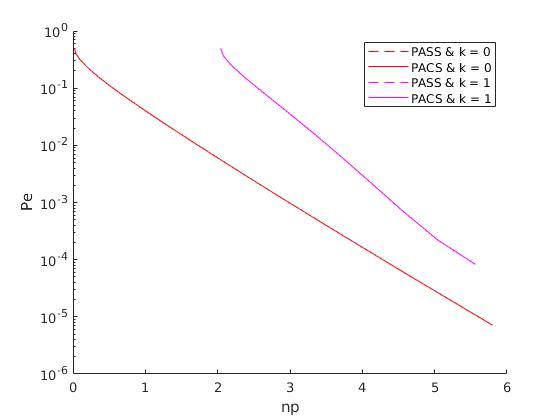 10^0
10^-1
10^-2
10^-3
10^-4
10^-5
10^-6
Pe
0 1 2 3 4 5 6
np
PASS & k = 0
PACS & k = 0
PASS & k = 1
PACS & k = 1